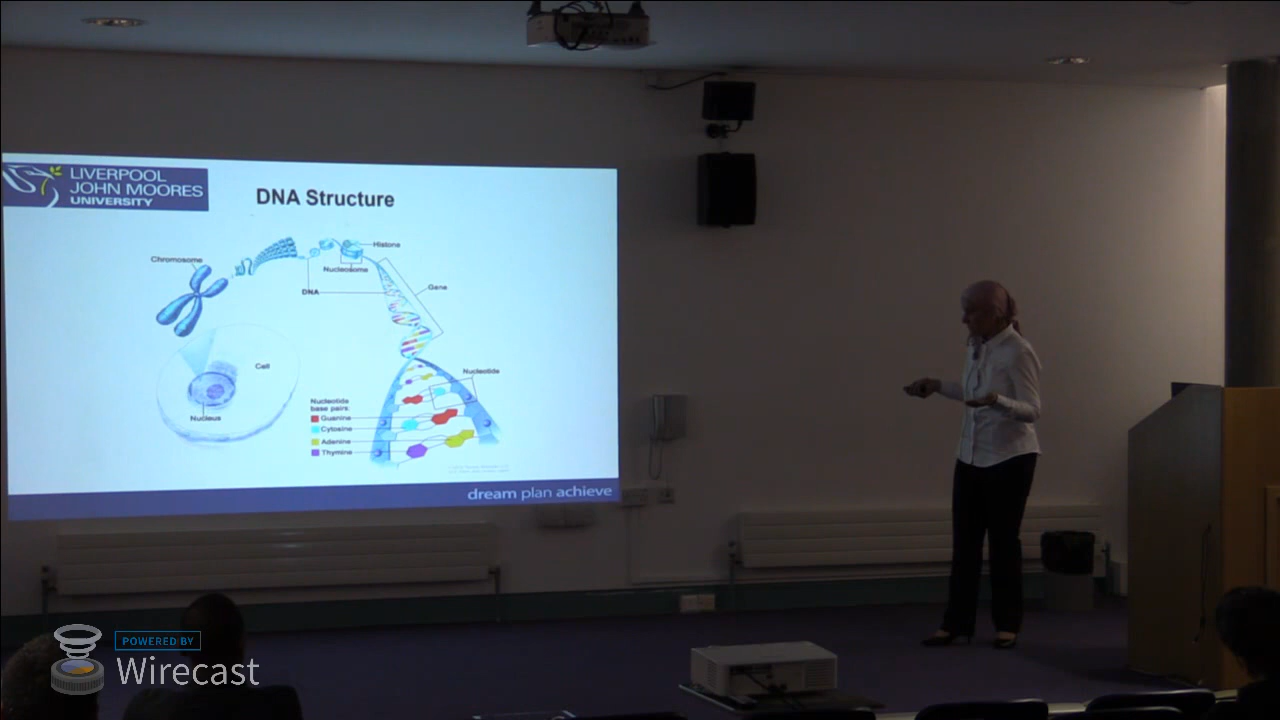 LIVERPOOL
JOHN MOORES
UNIVERSITY
DNA Structure
Chromosome
Histone
Nucleosome
DNA
Gene
Cell
Nucleus
Nucleotide
Nucleotide
base pairs:
Guanine
Cytosine
Adenine
Thymine
dream plan achieve
POWERED BY
Wirecast